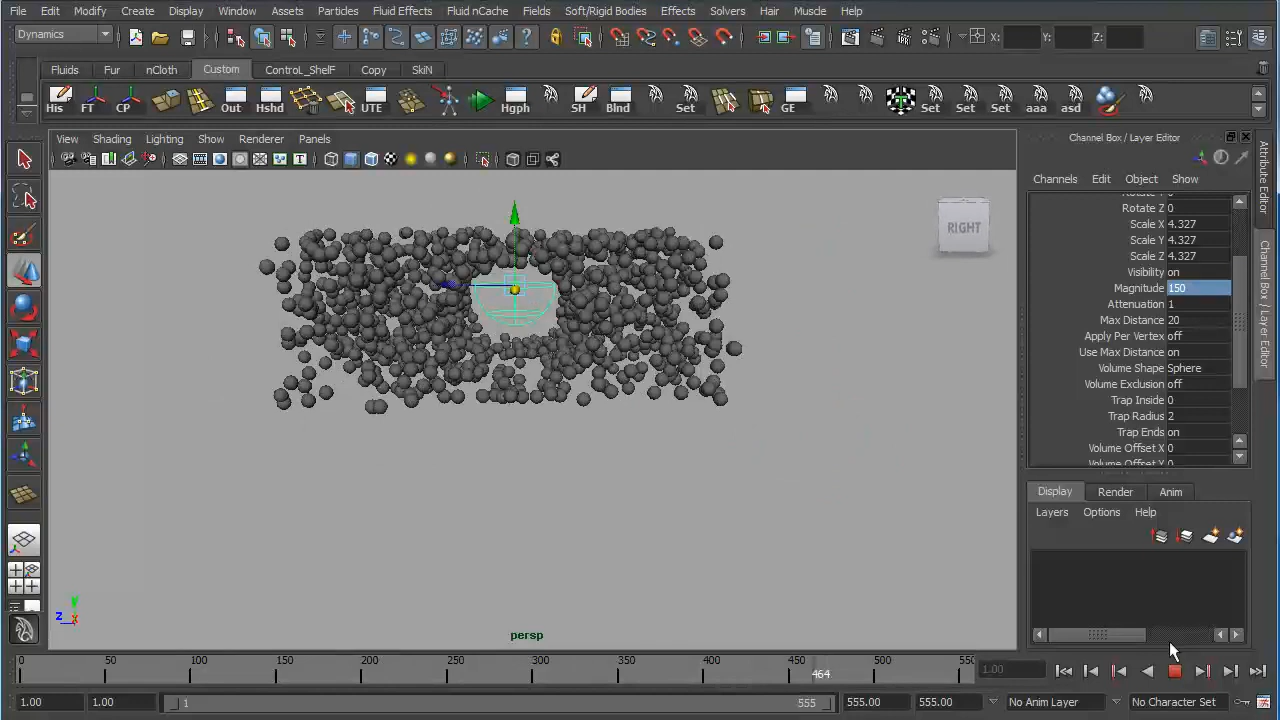 File Edit Modify Create Display Window Assets Particles Fluid Effects Fluid nCache Fields Soft/Rigid Bodies Effects Solvers Hair Muscle Help
Dynamics X: Y: Z:
Fluids Fur nCloth Custom ControL_ShelF Copy SkiN
His FT CP Out Hshd UTE Hgph SH Blnd Set GE Set Set Set aaa asd
View Shading Lighting Show Renderer Panels
Channel Box / Layer Editor
Channels Edit Object Show
Rotate Y 0
Rotate Z 0
Scale X 4.327
Scale Y 4.327
Scale Z 4.327
Visibility on
Magnitude 150
Attenuation 1
Max Distance 20
Apply Per Vertex off
Use Max Distance on
Volume Shape Sphere
Volume Exclusion off
Trap Inside 0
Trap Radius 2
Trap Ends on
Volume Offset X 0
Volume Offset Y 0
Attribute Editor
Channel Box / Layer Editor
RIGHT
Display Render Anim
Layers Options Help
y
z x
persp
0 50 100 150 200 250 300 350 400 450 464 500 55
1.00
1.00 1.00 1 555 555.00 555.00 No Anim Layer No Character Set